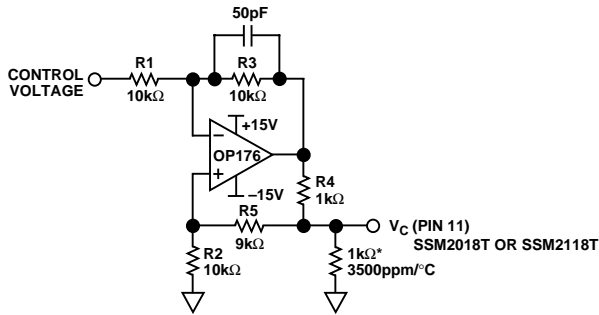 50pF
R1
R3
CONTROL
VOLTAGE
10kΩ
10kΩ
+15V
–
OP176
+
–15V
R4
1kΩ
R5
9kΩ
VC (PIN 11)
SSM2018T OR SSM2118T
R2
10kΩ
1kΩ*
3500ppm/°C